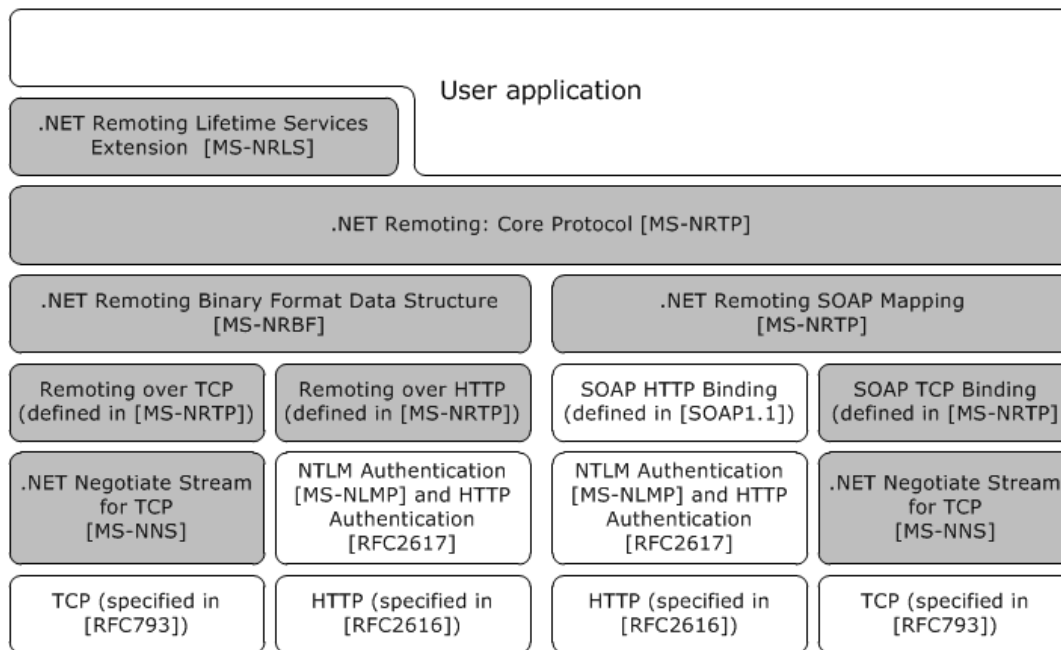 User application
.NET Remoting Lifetime Services
Extension [MS-NRLS]
.NET Remoting: Core Protocol [MS-NRTP]
.NET Remoting Binary Format Data Structure
[MS-NRBF]
.NET Remoting SOAP Mapping
[MS-NRTP]
Remoting over TCP
(defined in [MS-NRTP])
Remoting over HTTP
(defined in [MS-NRTP])
SOAP HTTP Binding
(defined in [SOAP1.1])
SOAP TCP Binding
(defined in [MS-NRTP]
.NET Negotiate Stream
for TCP
[MS-NNS]
NTLM Authentication
[MS-NLMP] and HTTP
Authentication
[RFC2617]
NTLM Authentication
[MS-NLMP] and HTTP
Authentication
[RFC2617]
.NET Negotiate Stream
for TCP
[MS-NNS]
TCP (specified in
[RFC793])
HTTP (specified in
[RFC2616])
HTTP (specified in
[RFC2616])
TCP (specified in
[RFC793])